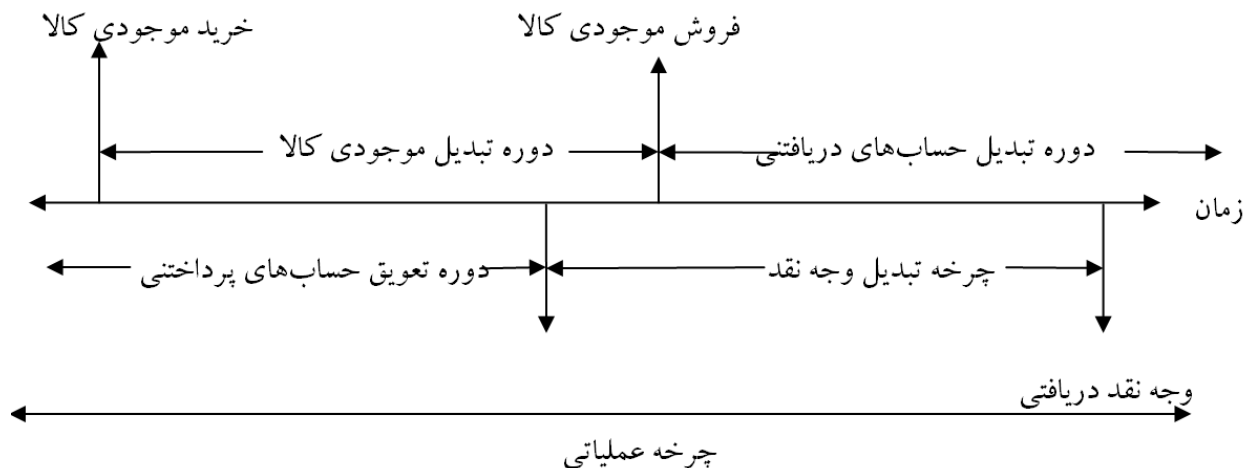 خرید موجودی کالا
فروش موجودی کالا
دوره تبدیل حساب‌های دریافتنی
دوره تبدیل موجودی کالا
زمان
چرخه تبدیل وجه نقد
دوره تعویق حساب‌های پرداختنی
وجه نقد دریافتی
چرخه عملیاتی